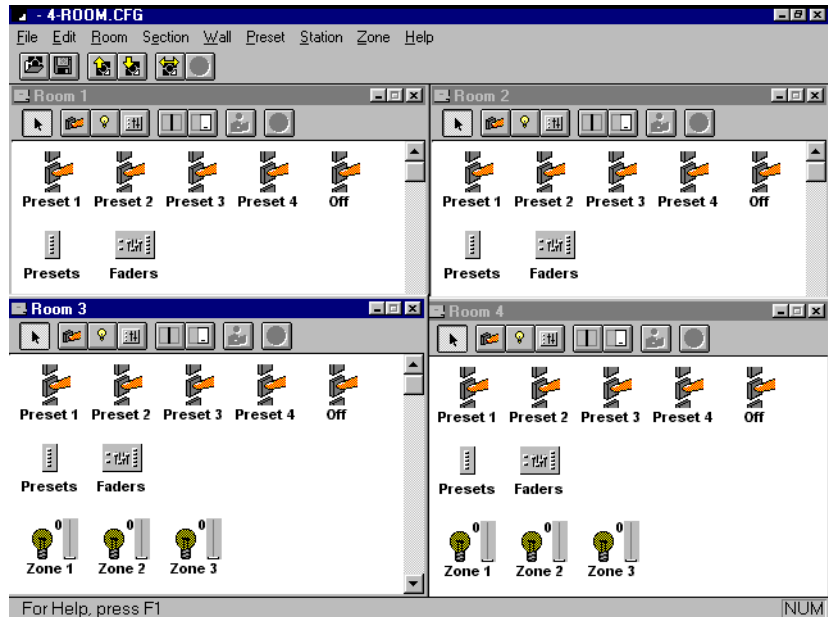 - 4-ROOM.CFG
File Edit Room Section Wall Preset Station Zone Help
Room 1
Preset 1 Preset 2 Preset 3 Preset 4 Off
Presets Faders
Room 2
Preset 1 Preset 2 Preset 3 Preset 4 Off
Presets Faders
Room 3
Preset 1 Preset 2 Preset 3 Preset 4 Off
Presets Faders
0 0 0
Zone 1 Zone 2 Zone 3
Room 4
Preset 1 Preset 2 Preset 3 Preset 4 Off
Presets Faders
0 0 0
Zone 1 Zone 2 Zone 3
For Help, press F1 NUM